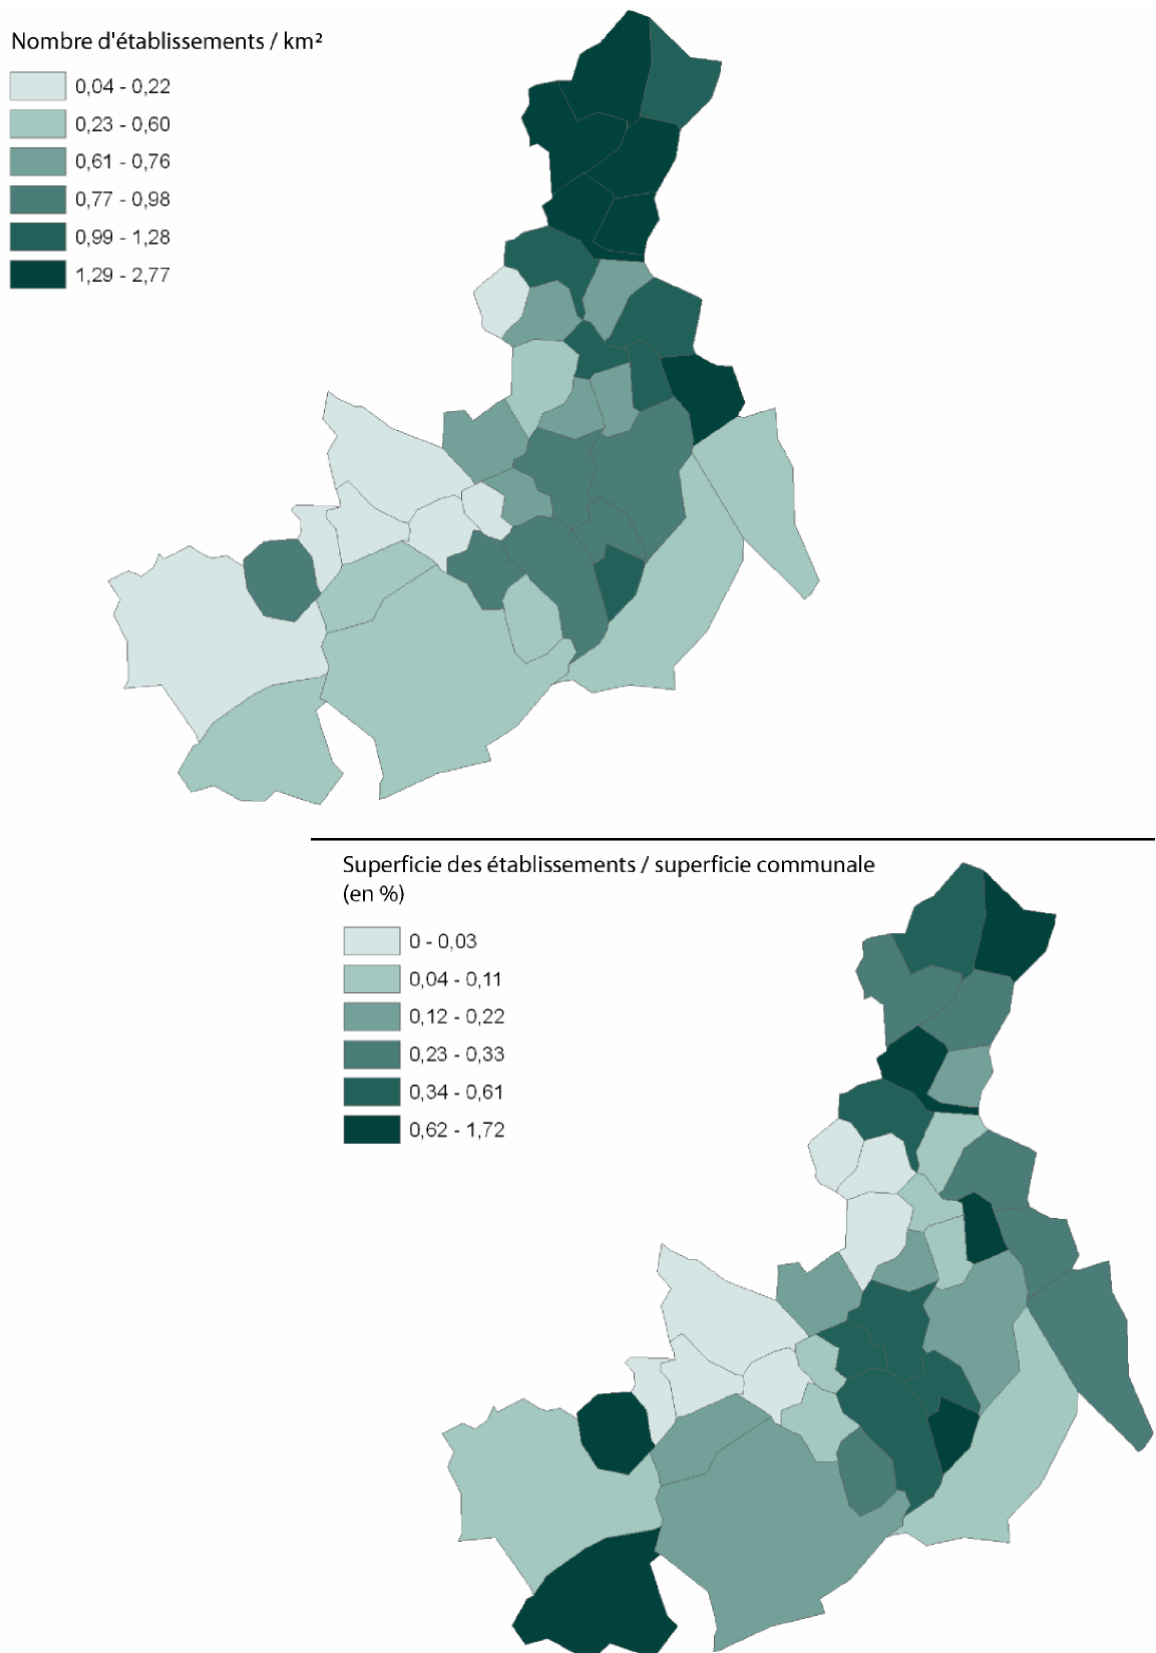 Nombre d'établissements / km²
0,04 - 0,22
0,23 - 0,60
0,61 - 0,76
0,77 - 0,98
0,99 - 1,28
1,29 - 2,77
Superficie des établissements / superficie communale
(en %)
0 - 0,03
0,04 - 0,11
0,12 - 0,22
0,23 - 0,33
0,34 - 0,61
0,62 - 1,72